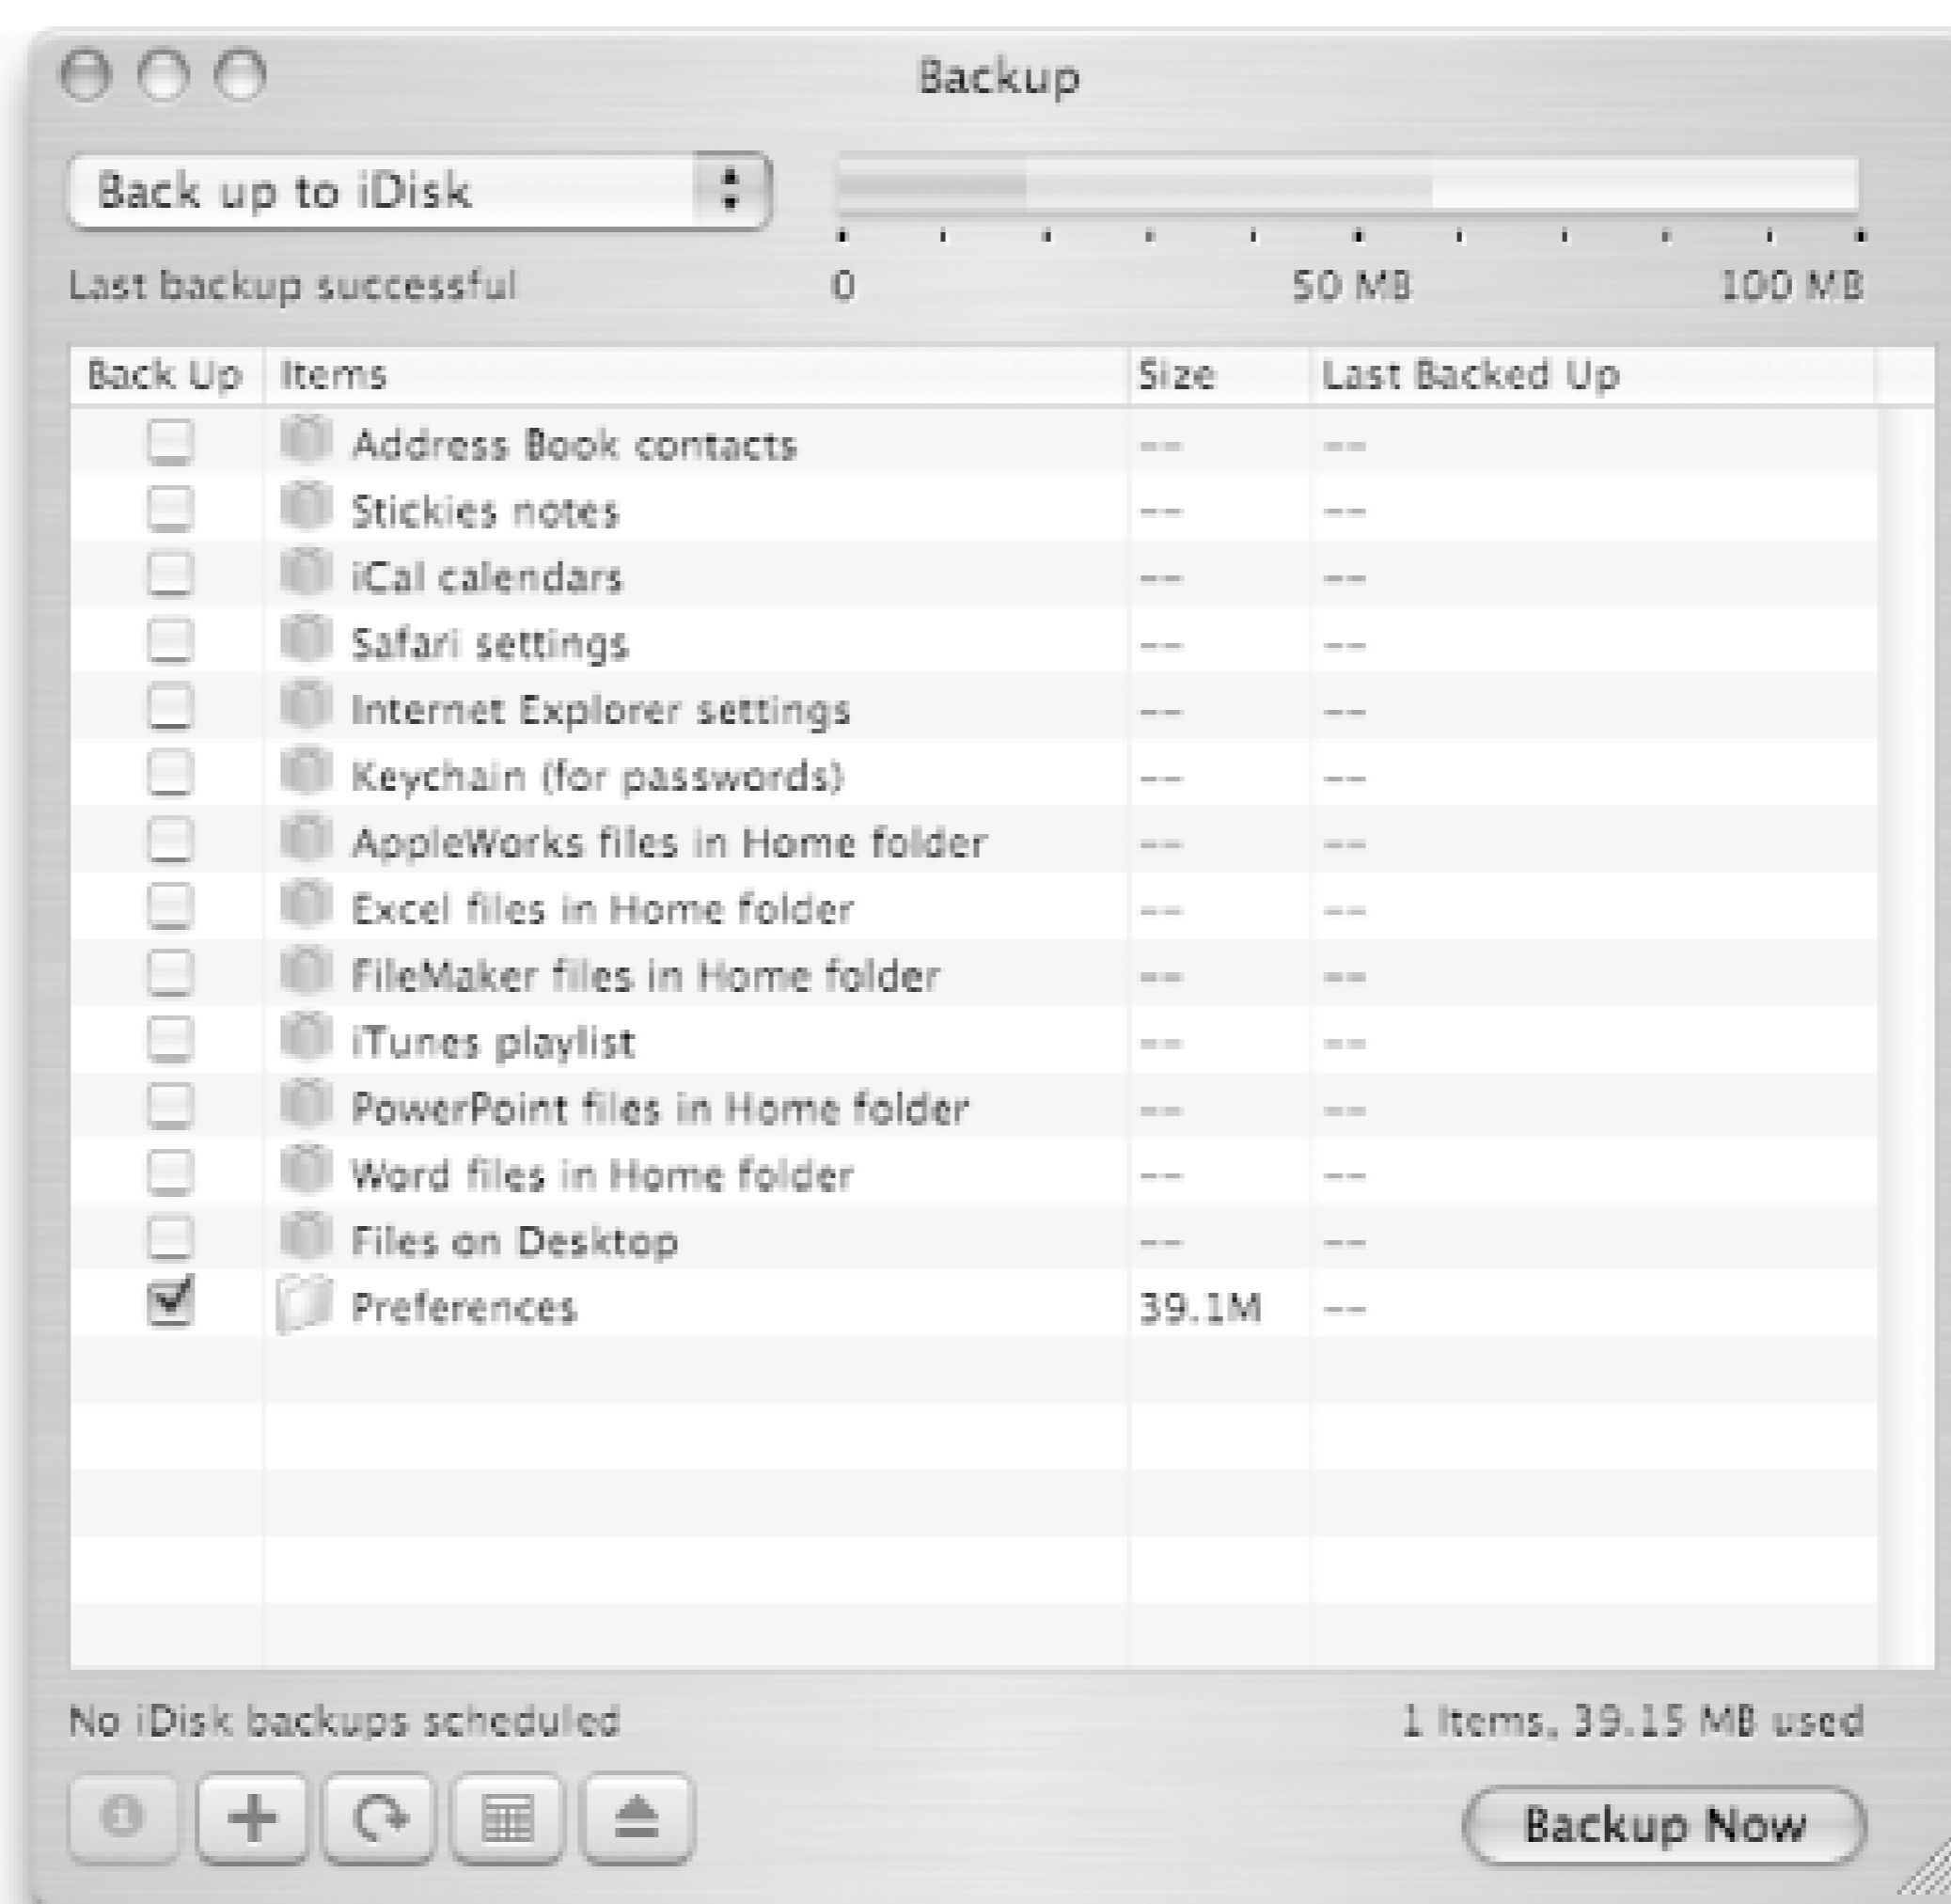 Backup
Back up to iDisk
Last backup successful
0 50 MB 100 MB
Back Up Items Size Last Backed Up
Address Book contacts -- --
Stickies notes -- --
iCal calendars -- --
Safari settings -- --
Internet Explorer settings -- --
Keychain (for passwords) -- --
AppleWorks files in Home folder -- --
Excel files in Home folder -- --
FileMaker files in Home folder -- --
iTunes playlist -- --
PowerPoint files in Home folder -- --
Word files in Home folder -- --
Files on Desktop -- --
Preferences 39.1M --
No iDisk backups scheduled
1 Items, 39.15 MB used
Backup Now